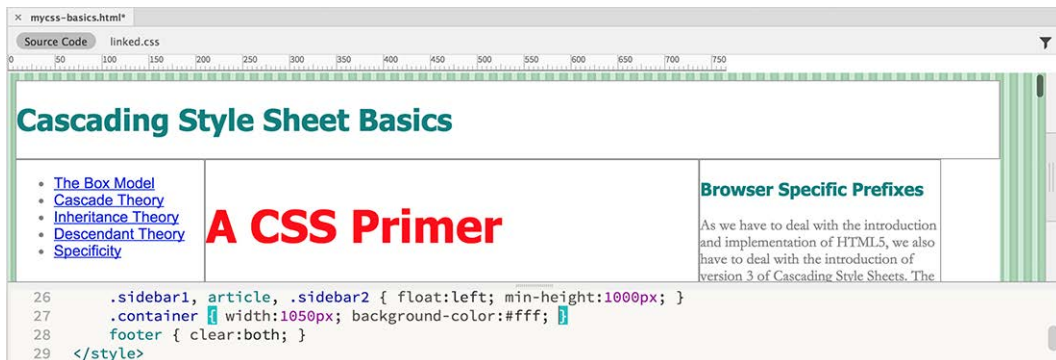 × mycss-basics.html*
Source Code linked.css
0 50 100 150 200 250 300 350 400 450 500 550 600 650 700 750
Cascading Style Sheet Basics
• The Box Model
• Cascade Theory
• Inheritance Theory
• Descendant Theory
• Specificity
A CSS Primer
Browser Specific Prefixes
As we have to deal with the introduction
and implementation of HTML5, we also
have to deal with the introduction of
version 3 of Cascading Style Sheets. The
26 .sidebar1, article, .sidebar2 { float:left; min-height:1000px; }
27 .container { width:1050px; background-color:#fff; }
28 footer { clear:both; }
29 </style>